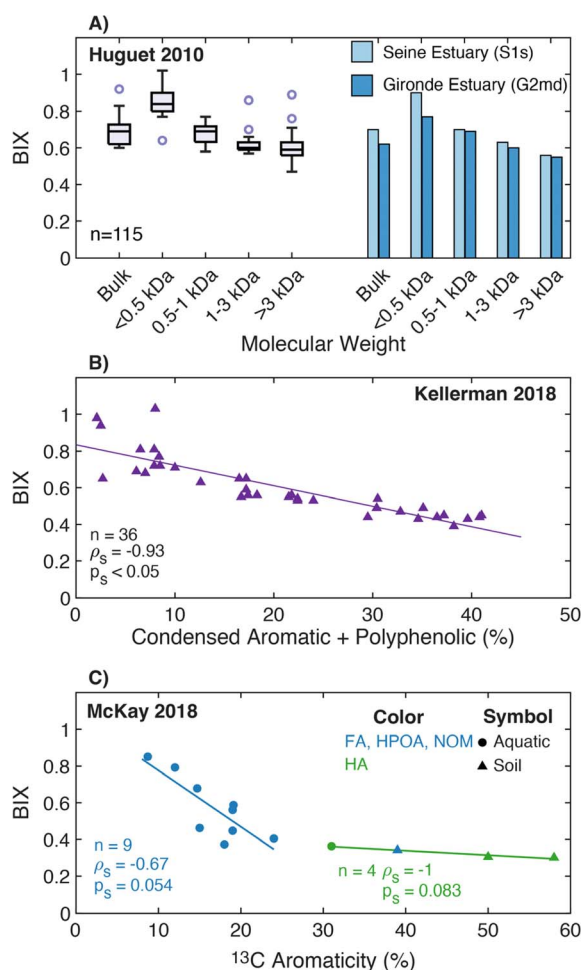 A)
Huguet 2010
Seine Estuary (S1s)
Gironde Estuary (G2md)
BIX
1
0.8
0.6
0.4
0.2
0
n=115
Bulk
<0.5 kDa
0.5-1 kDa
1-3 kDa
>3 kDa
Bulk
<0.5 kDa
0.5-1 kDa
1-3 kDa
>3 kDa
Molecular Weight
B)
Kellerman 2018
BIX
1
0.8
0.6
0.4
0.2
0
n = 36
ρs = -0.93
ps < 0.05
0 10 20 30 40 50
Condensed Aromatic + Polyphenolic (%)
C)
McKay 2018
Color Symbol
FA, HPOA, NOM Aquatic
HA Soil
BIX
1
0.8
0.6
0.4
0.2
0
n = 9
ρs = -0.67
ps = 0.054
n = 4 ρs = -1
ps = 0.083
0 10 20 30 40 50 60
13C Aromaticity (%)